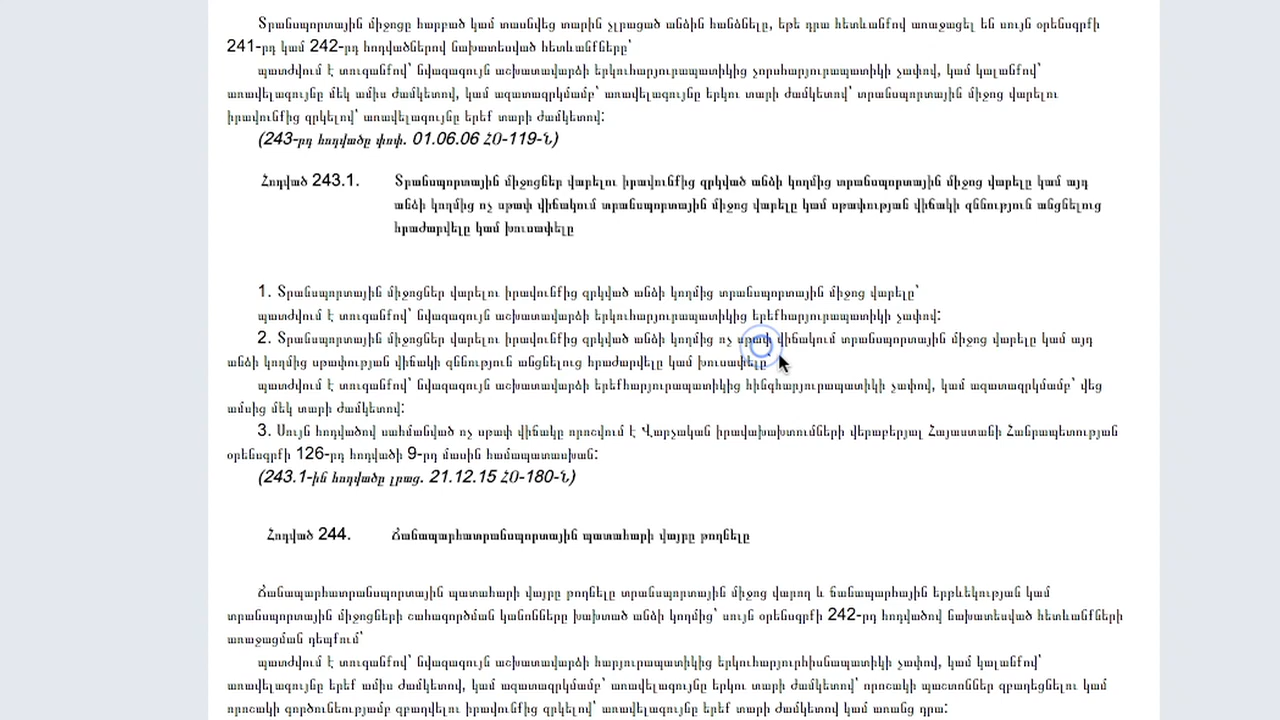 Տրանսպորտային միջոցը հարբած կամ տասնվեց տարին չլրացած անձին հանձնելը, եթե դրա հետևանքով առաջացել են սույն օրենսգրքի
241-րդ կամ 242-րդ հոդվածներով նախատեսված հետևանքները՝
պատժվում է տուգանքով՝ նվազագույն աշխատավարձի երկուհարյուրապատիկից չորսհարյուրապատիկի չափով, կամ կալանքով՝
առավելագույնը մեկ ամիս ժամկետով, կամ ազատազրկմամբ՝ առավելագույնը երկու տարի ժամկետով՝ տրանսպորտային միջոց վարելու
իրավունքից զրկելով՝ առավելագույնը երեք տարի ժամկետով:
(243-րդ հոդվածը փոփ. 01.06.06 ՀՕ-119-Ն)
Հոդված 243.1. Տրանսպորտային միջոցներ վարելու իրավունքից զրկված անձի կողմից տրանսպորտային միջոց վարելը կամ այդ
անձի կողմից ոչ սթափ վիճակում տրանսպորտային միջոց վարելը կամ սթափության վիճակի զննություն անցնելուց
հրաժարվելը կամ խուսափելը
1. Տրանսպորտային միջոցներ վարելու իրավունքից զրկված անձի կողմից տրանսպորտային միջոց վարելը՝
պատժվում է տուգանքով՝ նվազագույն աշխատավարձի երկուհարյուրապատիկից երեքհարյուրապատիկի չափով:
2. Տրանսպորտային միջոցներ վարելու իրավունքից զրկված անձի կողմից ոչ սթափ վիճակում տրանսպորտային միջոց վարելը կամ այդ
անձի կողմից սթափության վիճակի զննություն անցնելուց հրաժարվելը կամ խուսափելը՝
պատժվում է տուգանքով՝ նվազագույն աշխատավարձի երեքհարյուրապատիկից հինգհարյուրապատիկի չափով, կամ ազատազրկմամբ՝ վեց
ամսից մեկ տարի ժամկետով:
3. Սույն հոդվածով սահմանված ոչ սթափ վիճակը որոշվում է Վարչական իրավախախտումների վերաբերյալ Հայաստանի Հանրապետության
օրենսգրքի 126-րդ հոդվածի 9-րդ մասին համապատասխան:
(243.1-ին հոդվածը լրաց. 21.12.15 ՀՕ-180-Ն)
Հոդված 244. Ճանապարհատրանսպորտային պատահարի վայրը թողնելը
Ճանապարհատրանսպորտային պատահարի վայրը թողնելը տրանսպորտային միջոց վարող և ճանապարհային երթևեկության կամ
տրանսպորտային միջոցների շահագործման կանոնները խախտած անձի կողմից՝ սույն օրենսգրքի 242-րդ հոդվածով նախատեսված հետևանքների
առաջացման դեպքում՝
պատժվում է տուգանքով՝ նվազագույն աշխատավարձի հարյուրապատիկից երկուհարյուրհիսնապատիկի չափով, կամ կալանքով՝
առավելագույնը երեք ամիս ժամկետով, կամ ազատազրկմամբ՝ առավելագույնը երկու տարի ժամկետով՝ որոշակի պաշտոններ զբաղեցնելու կամ
որոշակի գործունեությամբ զբաղվելու իրավունքից զրկելով՝ առավելագույնը երեք տարի ժամկետով կամ առանց դրա: